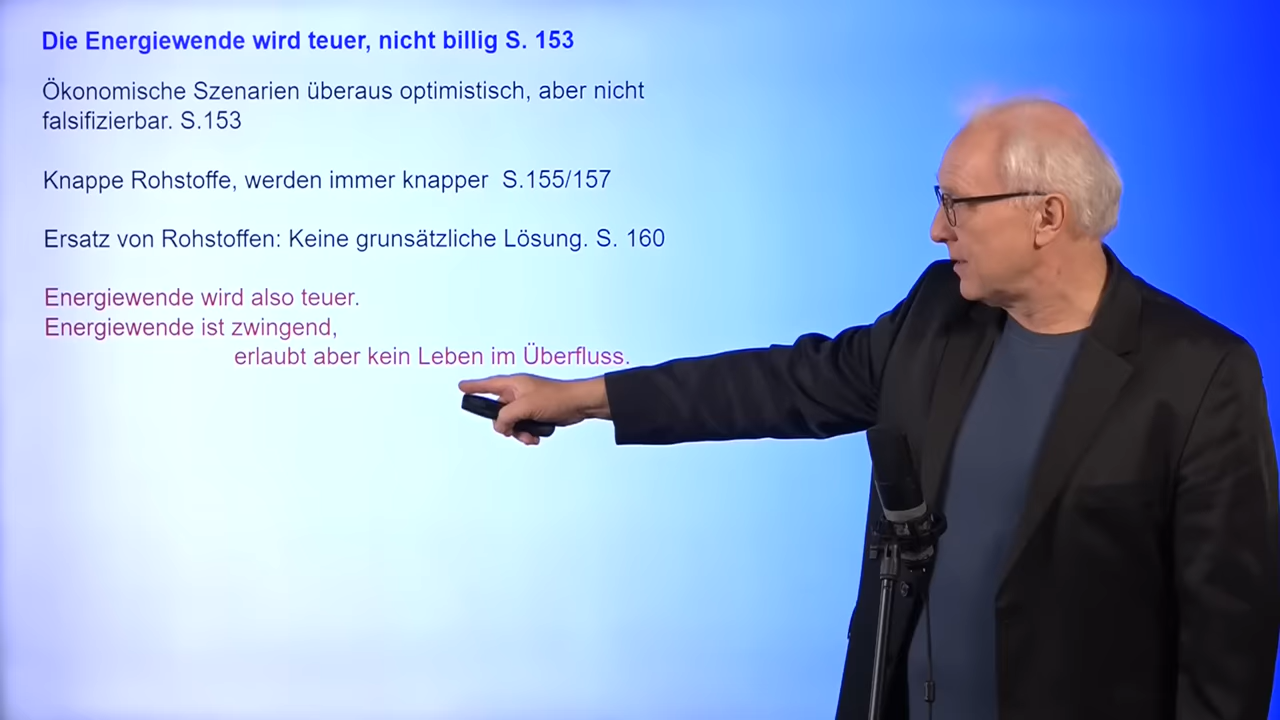 Die Energiewende wird teuer, nicht billig S. 153
Ökonomische Szenarien überaus optimistisch, aber nicht
falsifizierbar. S.153
Knappe Rohstoffe, werden immer knapper S.155/157
Ersatz von Rohstoffen: Keine grunsätzliche Lösung. S. 160
Energiewende wird also teuer.
Energiewende ist zwingend,
erlaubt aber kein Leben im Überfluss.